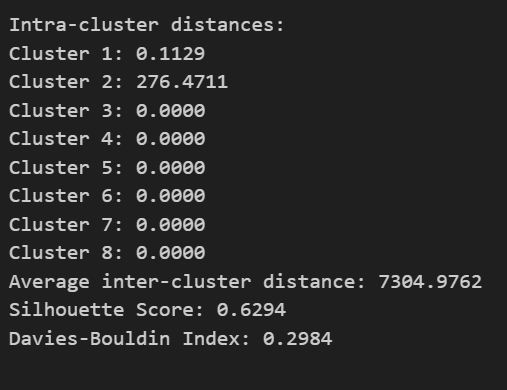 Intra-cluster distances:
Cluster 1: 0.1129
Cluster 2: 276.4711
Cluster 3: 0.0000
Cluster 4: 0.0000
Cluster 5: 0.0000
Cluster 6: 0.0000
Cluster 7: 0.0000
Cluster 8: 0.0000
Average inter-cluster distance: 7304.9762
Silhouette Score: 0.6294
Davies-Bouldin Index: 0.2984